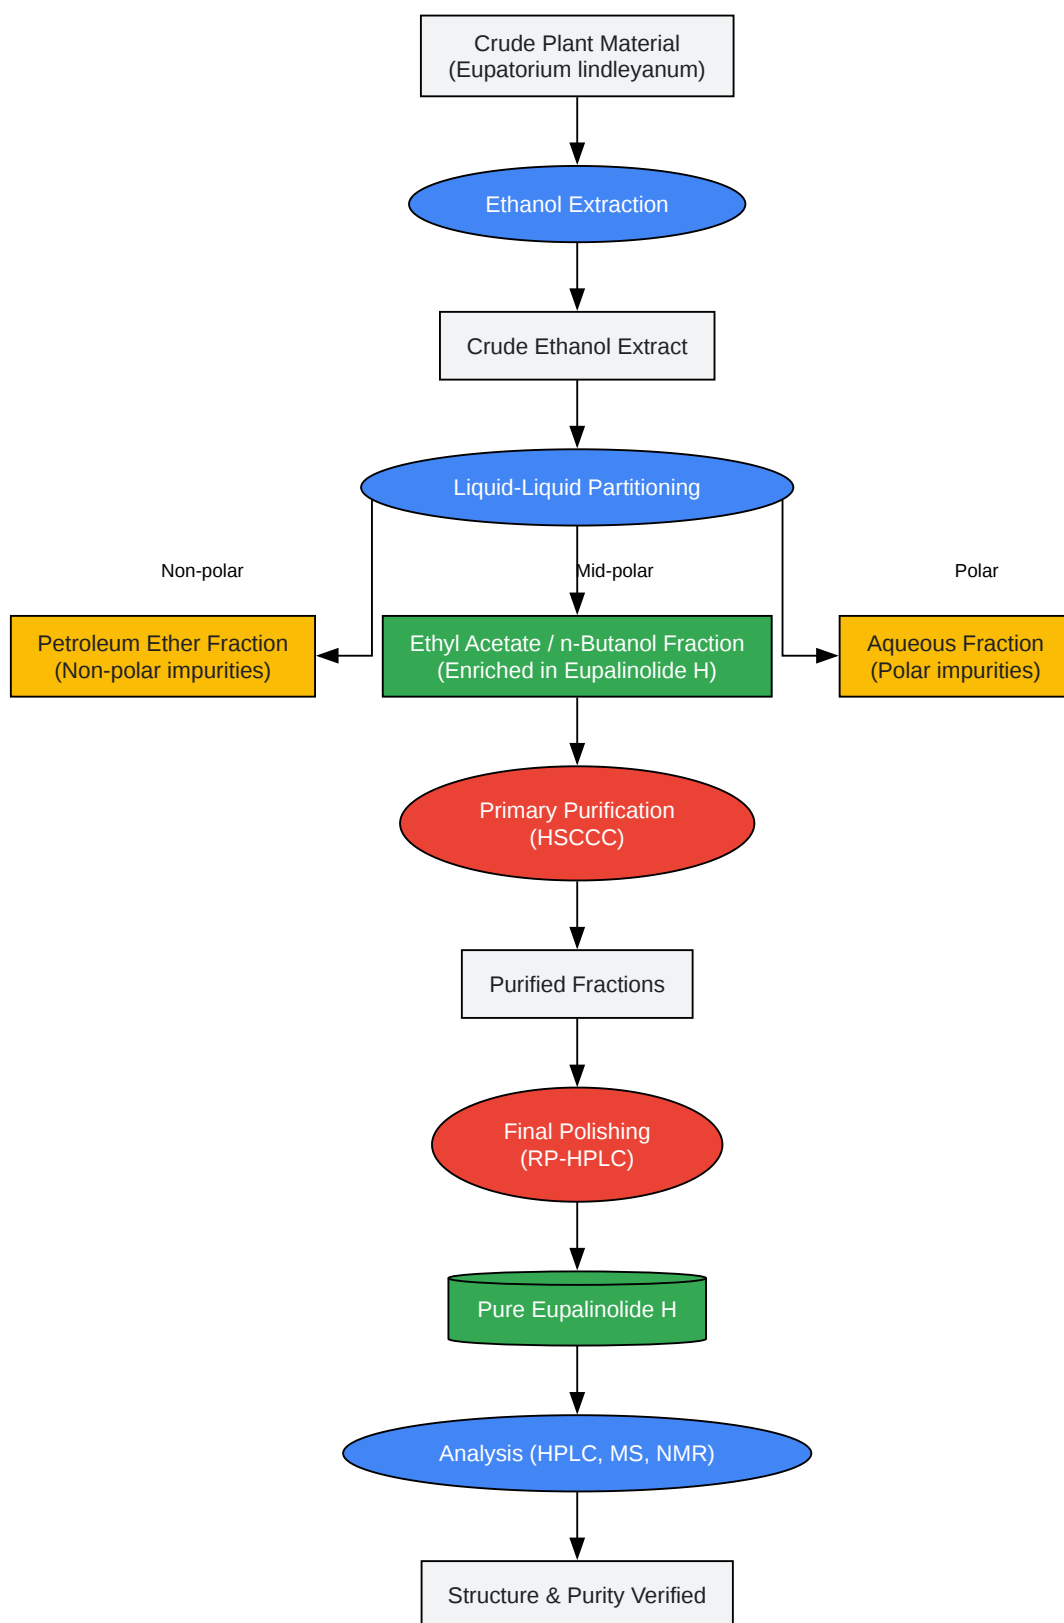 Crude Plant Material
(Eupatorium lindleyanum)
Ethanol Extraction
Crude Ethanol Extract
Liquid-Liquid Partitioning
Non-polar
Mid-polar
Polar
Petroleum Ether Fraction
(Non-polar impurities)
Ethyl Acetate / n-Butanol Fraction
(Enriched in Eupalinolide H)
Aqueous Fraction
(Polar impurities)
Primary Purification
(HSCCC)
Purified Fractions
Final Polishing
(RP-HPLC)
Pure Eupalinolide H
Analysis (HPLC, MS, NMR)
Structure & Purity Verified